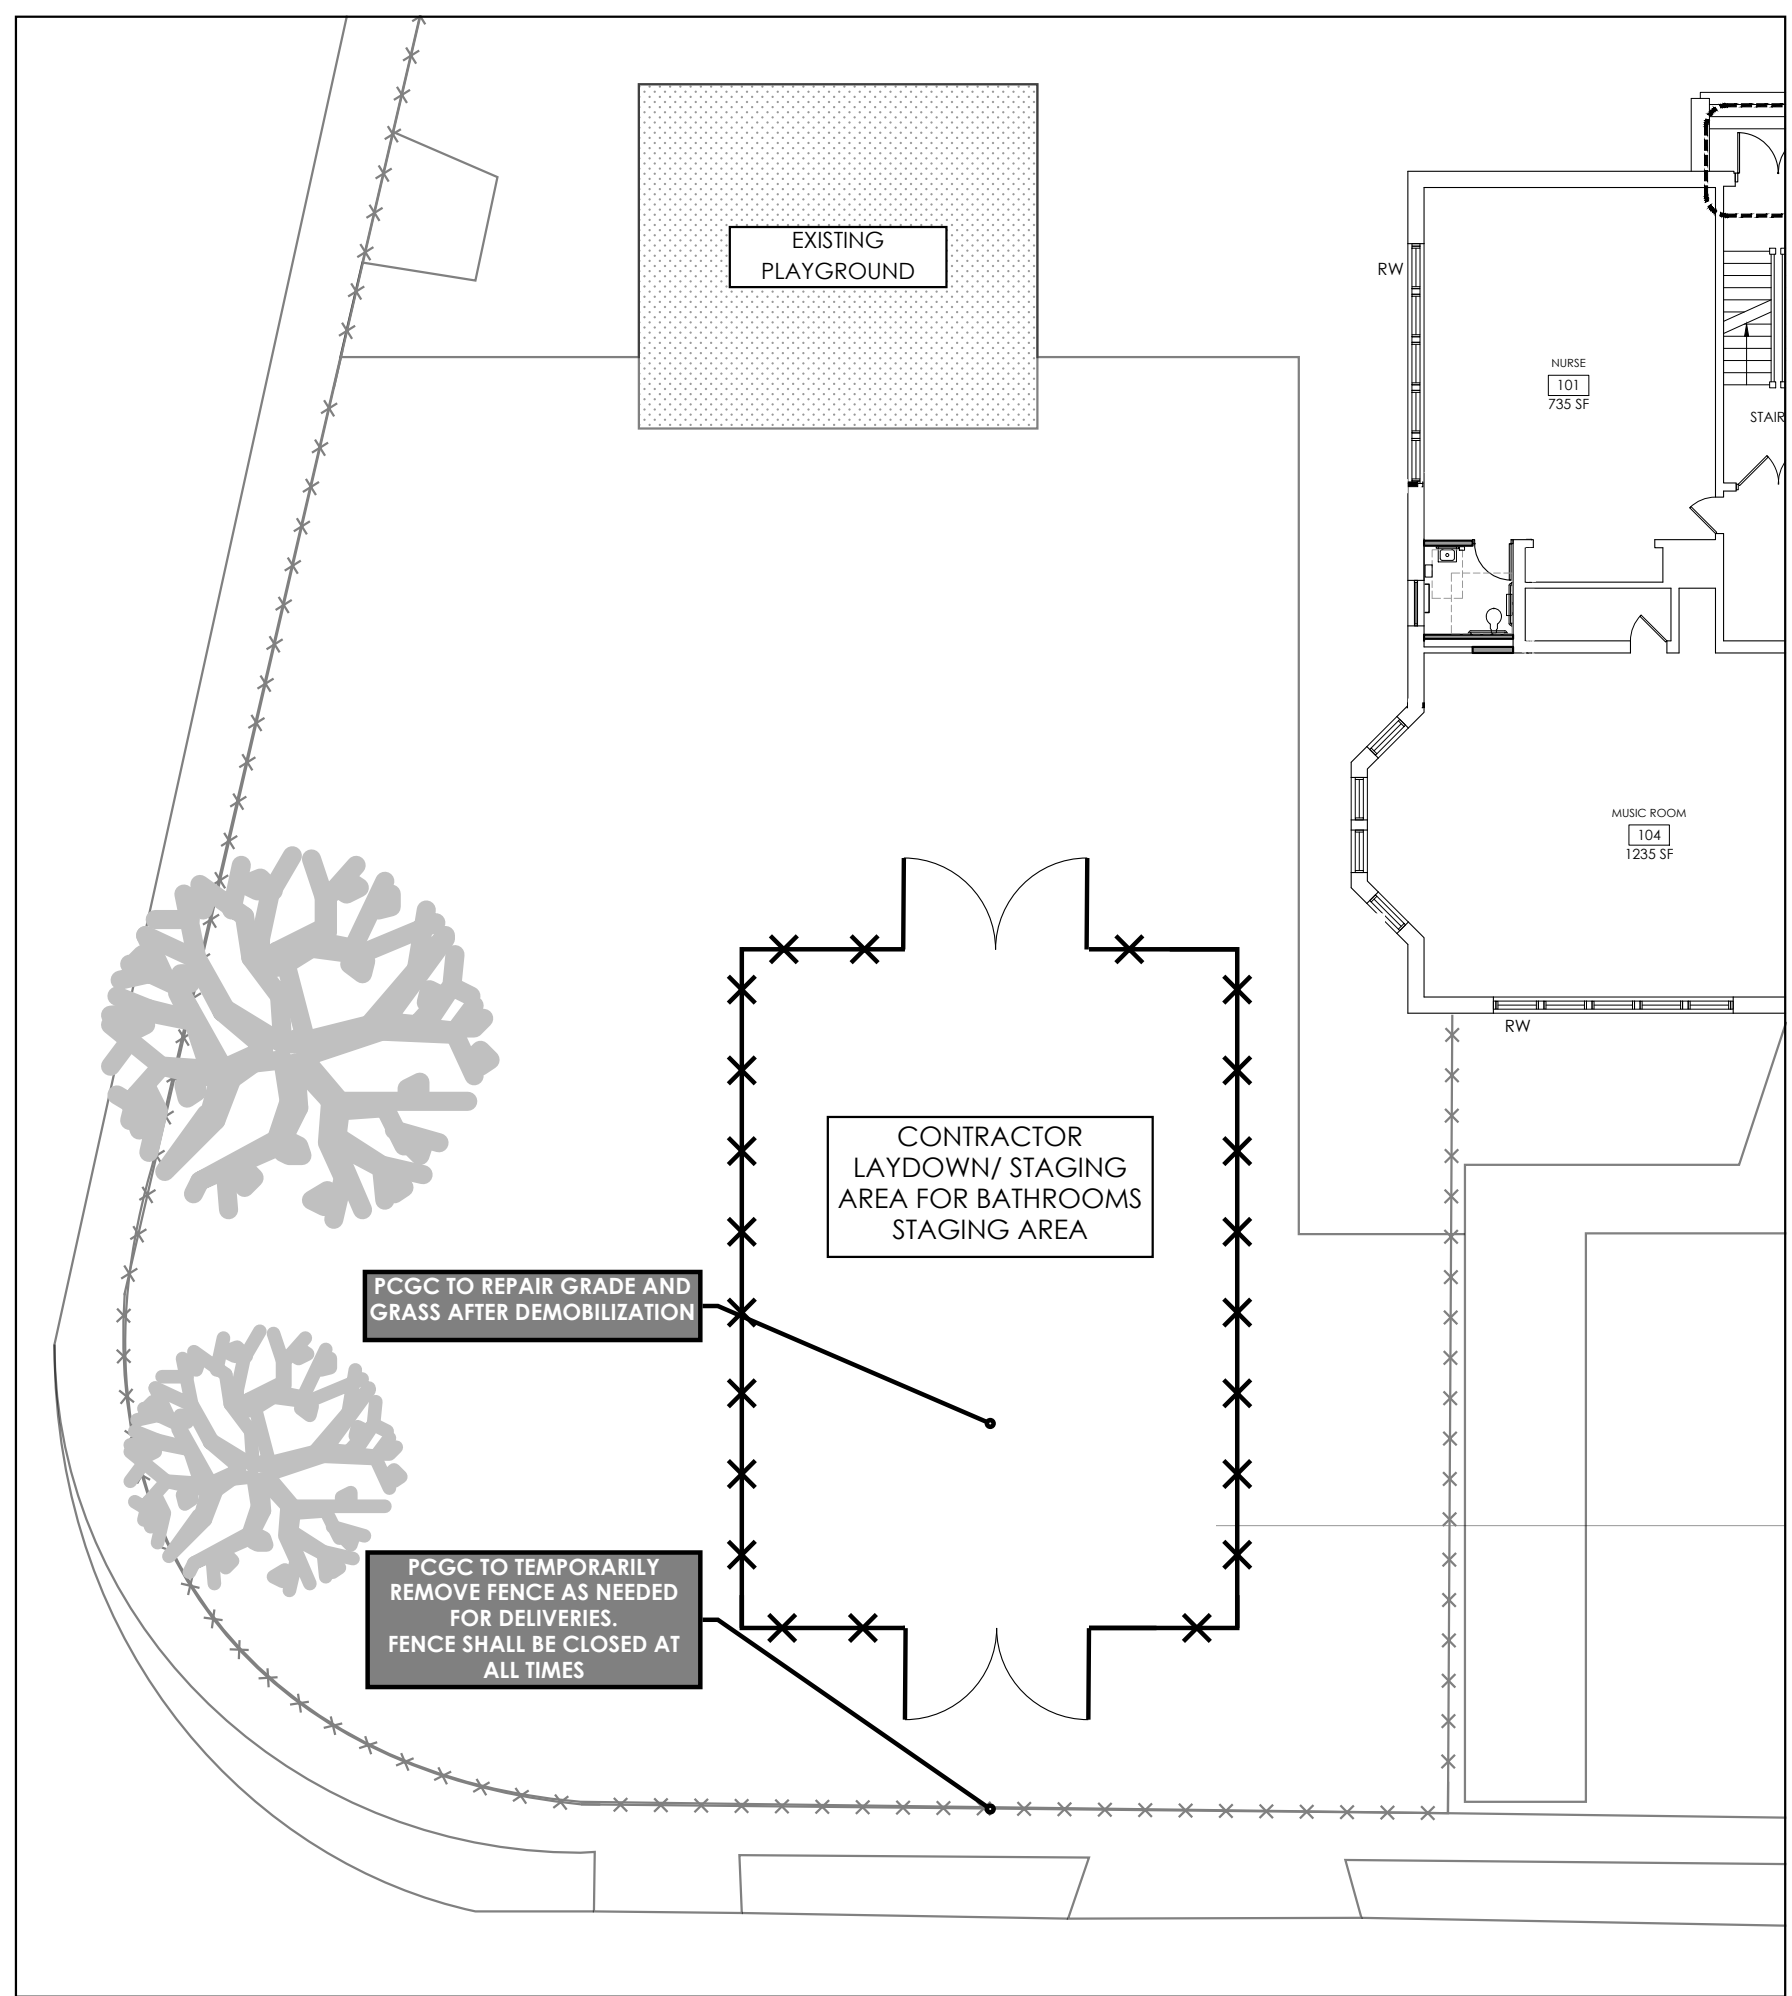 EXISTING
PLAYGROUND
RW
NURSE
101
735 SF
STAIR
MUSIC ROOM
104
1235 SF
RW
CONTRACTOR
LAYDOWN/ STAGING
AREA FOR BATHROOMS
STAGING AREA
PCGC TO REPAIR GRADE AND
GRASS AFTER DEMOBILIZATION
PCGC TO TEMPORARILY
REMOVE FENCE AS NEEDED
FOR DELIVERIES.
FENCE SHALL BE CLOSED AT
ALL TIMES